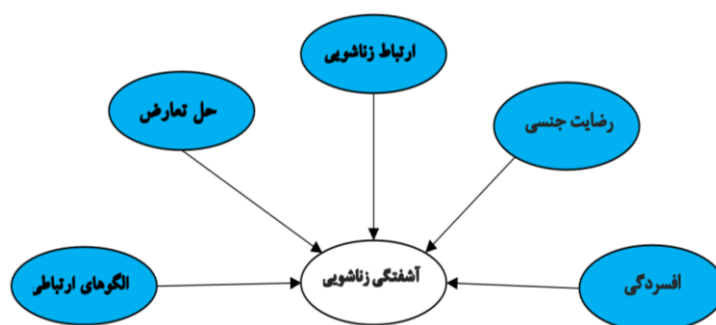 ارتباط زناشویی
حل تعارض
رضایت جنسی
آشفتگی زناشویی
الگوهای ارتباطی
افسردگی